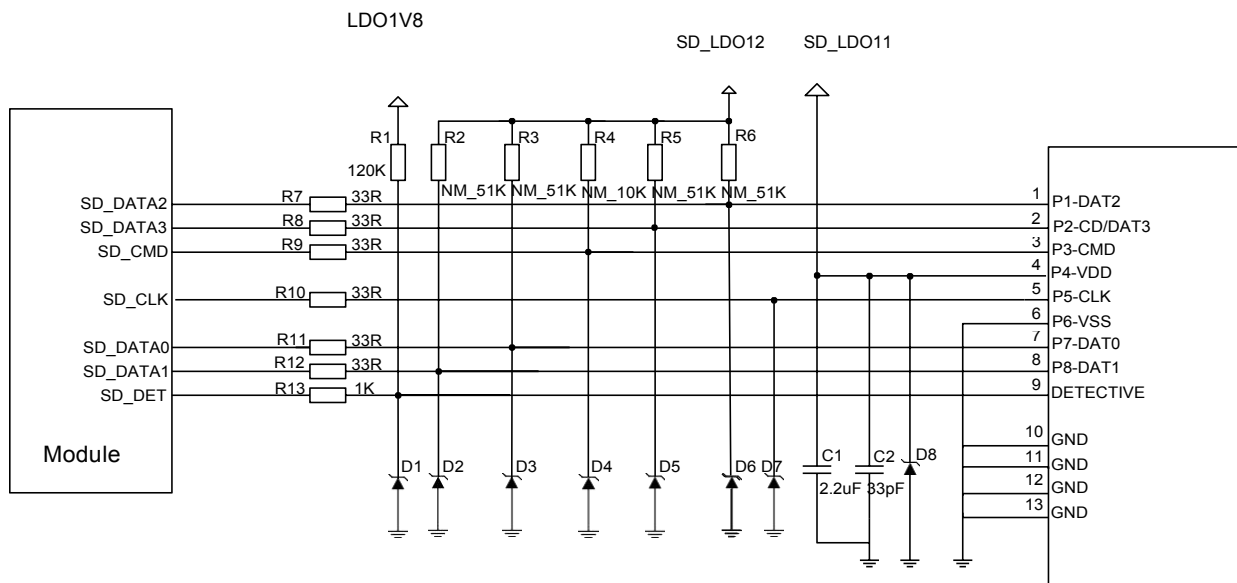 LDO1V8
SD_LDO12 SD_LDO11
R1 R2 R3 R4 R5 R6
120K NM_51K NM_51K NM_10K NM_51K NM_51K
SD_DATA2 R7 33R 1 P1-DAT2
SD_DATA3 R8 33R 2 P2-CD/DAT3
SD_CMD R9 33R 3 P3-CMD
4 P4-VDD
SD_CLK R10 33R 5 P5-CLK
6 P6-VSS
SD_DATA0 R11 33R 7 P7-DAT0
SD_DATA1 R12 33R 8 P8-DAT1
SD_DET R13 1K 9 DETECTIVE
Module
10 GND
11 GND
12 GND
13 GND
D1 D2 D3 D4 D5 D6 D7 C1 C2 D8
2.2uF 33pF